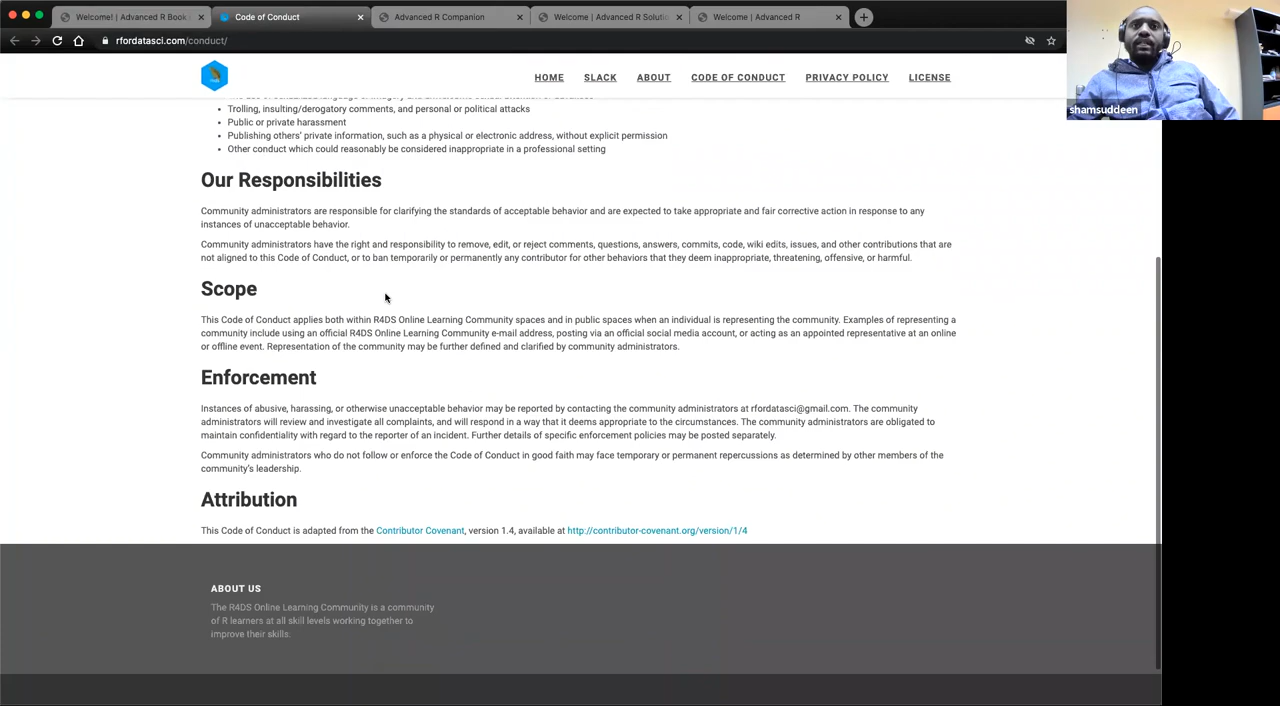 Welcome! | Advanced R Book
Code of Conduct
Advanced R Companion
Welcome | Advanced R Solutio
Welcome | Advanced R
rfordatasci.com/conduct/
HOME
SLACK
ABOUT
CODE OF CONDUCT
PRIVACY POLICY
LICENSE
shamsuddeen
• Trolling, insulting/derogatory comments, and personal or political attacks
• Public or private harassment
• Publishing others' private information, such as a physical or electronic address, without explicit permission
• Other conduct which could reasonably be considered inappropriate in a professional setting
Our Responsibilities
Community administrators are responsible for clarifying the standards of acceptable behavior and are expected to take appropriate and fair corrective action in response to any
instances of unacceptable behavior.
Community administrators have the right and responsibility to remove, edit, or reject comments, questions, answers, commits, code, wiki edits, issues, and other contributions that are
not aligned to this Code of Conduct, or to ban temporarily or permanently any contributor for other behaviors that they deem inappropriate, threatening, offensive, or harmful.
Scope
This Code of Conduct applies both within R4DS Online Learning Community spaces and in public spaces when an individual is representing the community. Examples of representing a
community include using an official R4DS Online Learning Community e-mail address, posting via an official social media account, or acting as an appointed representative at an online
or offline event. Representation of the community may be further defined and clarified by community administrators.
Enforcement
Instances of abusive, harassing, or otherwise unacceptable behavior may be reported by contacting the community administrators at rfordatasci@gmail.com. The community
administrators will review and investigate all complaints, and will respond in a way that it deems appropriate to the circumstances. The community administrators are obligated to
maintain confidentiality with regard to the reporter of an incident. Further details of specific enforcement policies may be posted separately.
Community administrators who do not follow or enforce the Code of Conduct in good faith may face temporary or permanent repercussions as determined by other members of the
community's leadership.
Attribution
This Code of Conduct is adapted from the Contributor Covenant, version 1.4, available at http://contributor-covenant.org/version/1/4
ABOUT US
The R4DS Online Learning Community is a community
of R learners at all skill levels working together to
improve their skills.